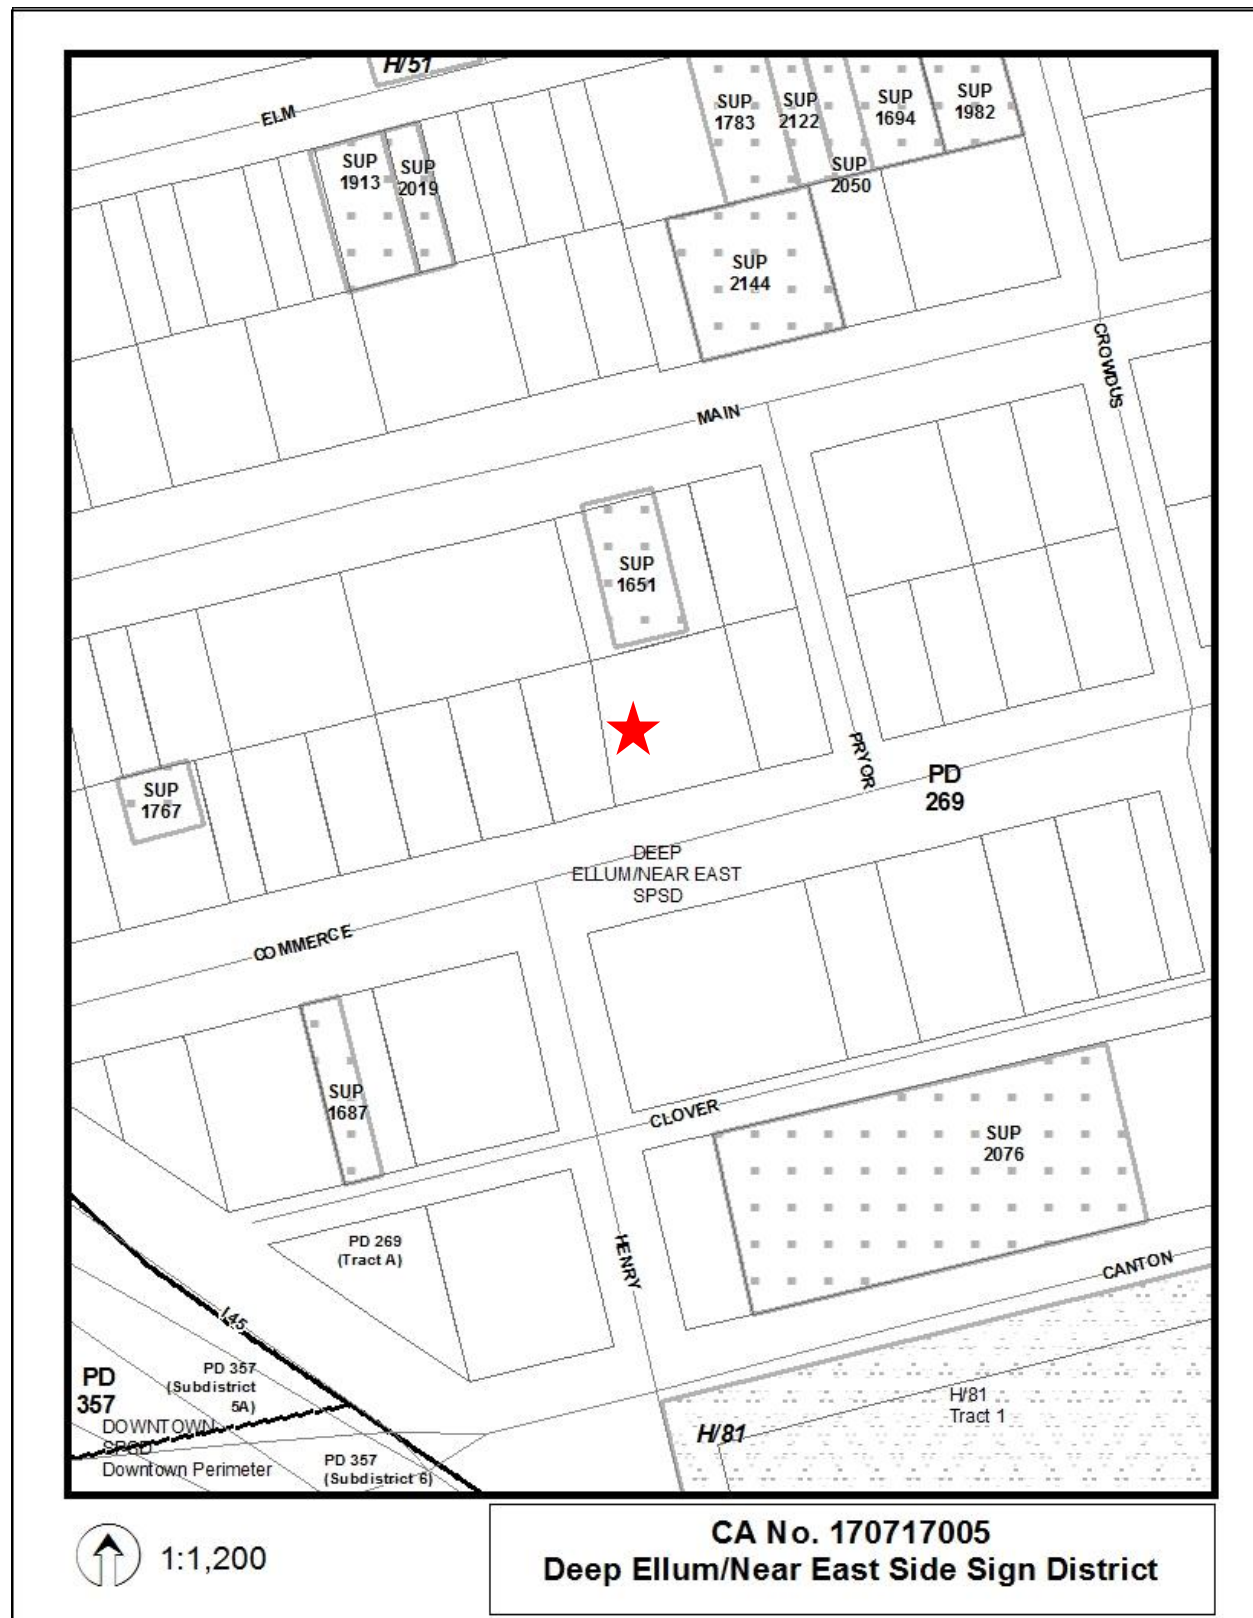 H/51
ELM
SUP
1913
SUP
2019
SUP
1783
SUP
2122
SUP
1694
SUP
1982
SUP
2050
SUP
2144
CROWDUS
MAIN
SUP
1651
PRYOR
PD
269
SUP
1767
DEEP
ELLUM/NEAR EAST
SPSD
COMMERCE
SUP
1687
CLOVER
SUP
2076
HENRY
PD 269
(Tract A)
CANTON
I45
PD
357
PD 357
(Subdistrict
5A)
DOWNTOWN
SPSD
Downtown Perimeter
PD 357
(Subdistrict 6)
H/81
H/81
Tract 1
1:1,200
CA No. 170717005
Deep Ellum/Near East Side Sign District